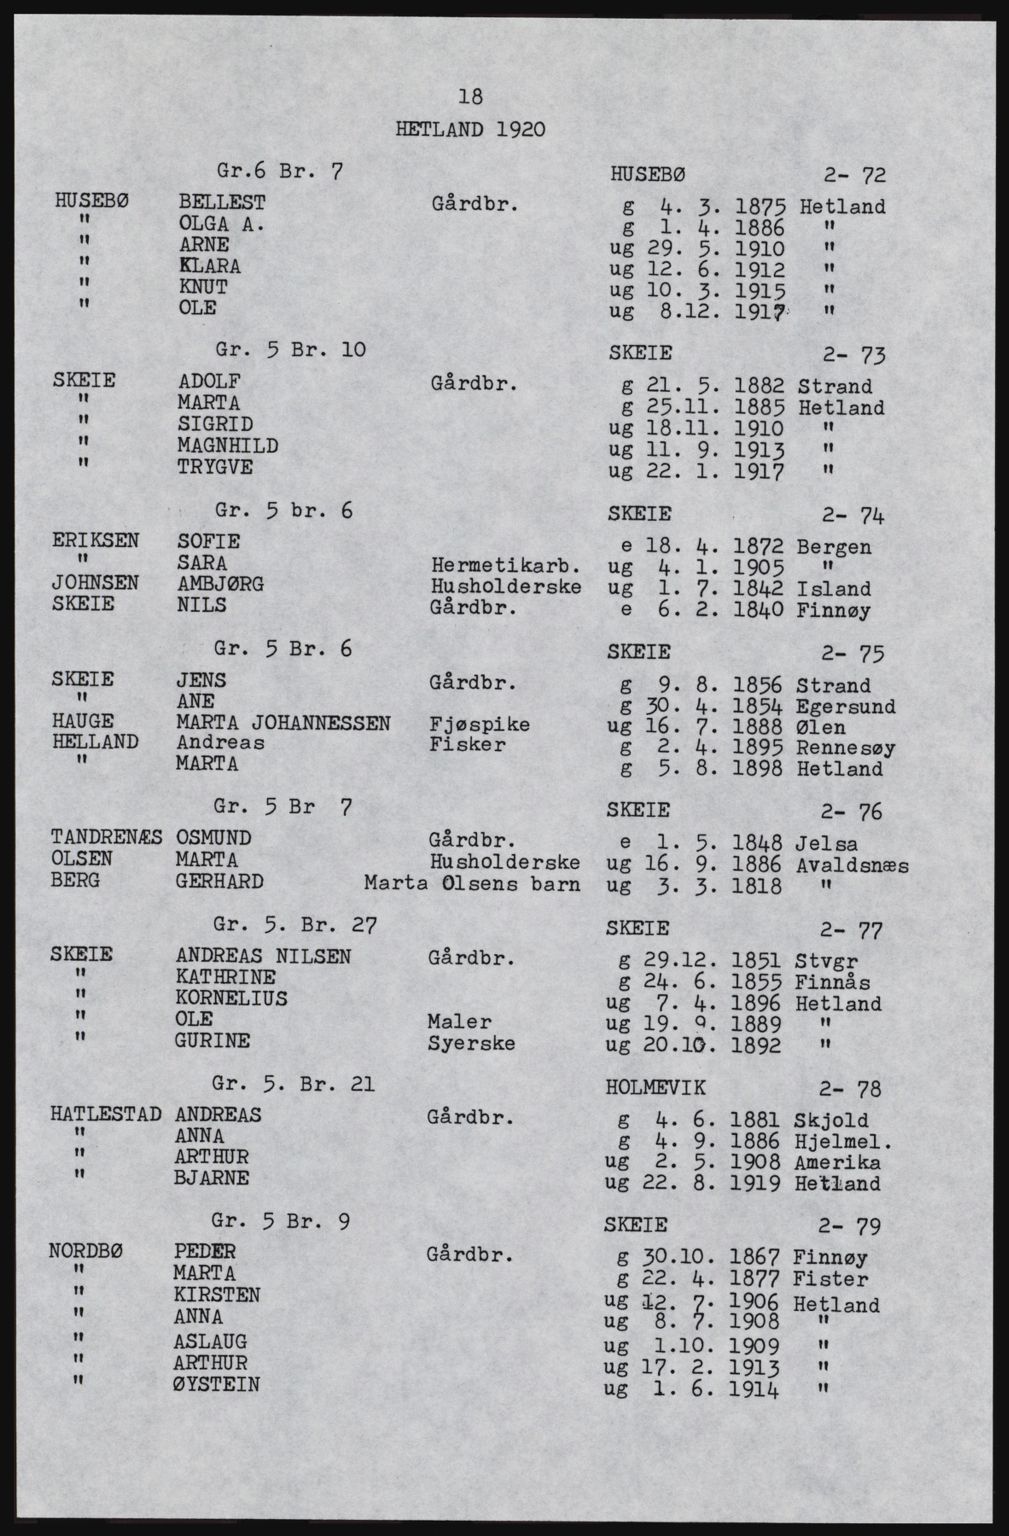 18
HETLAND 1920
Gr.6 Br. 7 HUSEBØ 2- 72
HUSEBØ BELLEST Gårdbr. g 4. 3. 1875 Hetland
" OLGA A. g 1. 4. 1886 "
" ARNE ug 29. 5. 1910 "
" KLARA ug 12. 6. 1912 "
" KNUT ug 10. 3. 1915 "
" OLE ug 8.12. 1917 "
Gr. 5 Br. 10 SKEIE 2- 73
SKEIE ADOLF Gårdbr. g 21. 5. 1882 Strand
" MARTA g 25.11. 1885 Hetland
" SIGRID ug 18.11. 1910 "
" MAGNHILD ug 11. 9. 1913 "
" TRYGVE ug 22. 1. 1917 "
Gr. 5 br. 6 SKEIE 2- 74
ERIKSEN SOFIE e 18. 4. 1872 Bergen
" SARA Hermetikarb. ug 4. 1. 1905 "
JOHNSEN AMBJØRG Husholderske ug 1. 7. 1842 Island
SKEIE NILS Gårdbr. e 6. 2. 1840 Finnøy
Gr. 5 Br. 6 SKEIE 2- 75
SKEIE JENS Gårdbr. g 9. 8. 1856 Strand
" ANE g 30. 4. 1854 Egersund
HAUGE MARTA JOHANNESSEN Fjøspike ug 16. 7. 1888 Ølen
HELLAND Andreas Fisker g 2. 4. 1895 Rennesøy
" MARTA g 5. 8. 1898 Hetland
Gr. 5 Br 7 SKEIE 2- 76
TANDRENÆS OSMUND Gårdbr. e 1. 5. 1848 Jelsa
OLSEN MARTA Husholderske ug 16. 9. 1886 Avaldsnæs
BERG GERHARD Marta Olsens barn ug 3. 3. 1818 "
Gr. 5. Br. 27 SKEIE 2- 77
SKEIE ANDREAS NILSEN Gårdbr. g 29.12. 1851 Stvgr
" KATHRINE g 24. 6. 1855 Finnås
" KORNELIUS ug 7. 4. 1896 Hetland
" OLE Maler ug 19. 9. 1889 "
" GURINE Syerske ug 20.10. 1892 "
Gr. 5. Br. 21 HOLMEVIK 2- 78
HATLESTAD ANDREAS Gårdbr. g 4. 6. 1881 Skjold
" ANNA g 4. 9. 1886 Hjelmel.
" ARTHUR ug 2. 5. 1908 Amerika
" BJARNE ug 22. 8. 1919 Hetland
Gr. 5 Br. 9 SKEIE 2- 79
NORDBØ PEDER Gårdbr. g 30.10. 1867 Finnøy
" MARTA g 22. 4. 1877 Fister
" KIRSTEN ug 12. 7. 1906 Hetland
" ANNA ug 8. 7. 1908 "
" ASLAUG ug 1.10. 1909 "
" ARTHUR ug 17. 2. 1913 "
" ØYSTEIN ug 1. 6. 1914 "